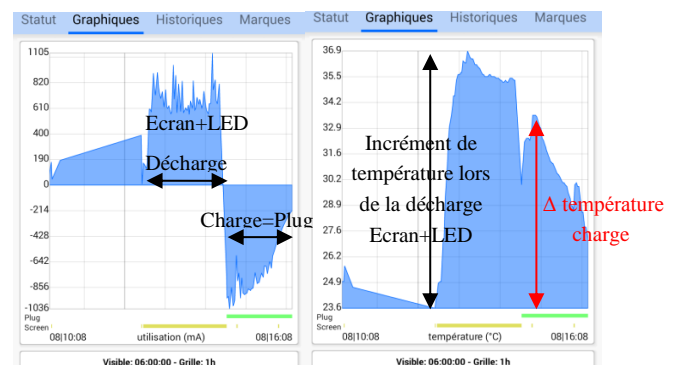 Statut Graphiques Historiques Marques
1105
820
610
400
190
0
-214
-428
-642
-856
-1036
Ecran+LED
Décharge
Charge=Plug
Plug
Screen
08|10:08 utilisation (mA) 08|16:08
Visible: 06:00:00 - Grille: 1h
Statut Graphiques Historiques Marques
36.9
35.5
34.2
32.9
31.6
30.2
28.9
27.6
26.2
24.9
23.6
Incrément de
température lors
de la décharge
Ecran+LED
Δ température
charge
Plug
Screen
08|10:08 température (°C) 08|16:08
Visible: 06:00:00 - Grille: 1h